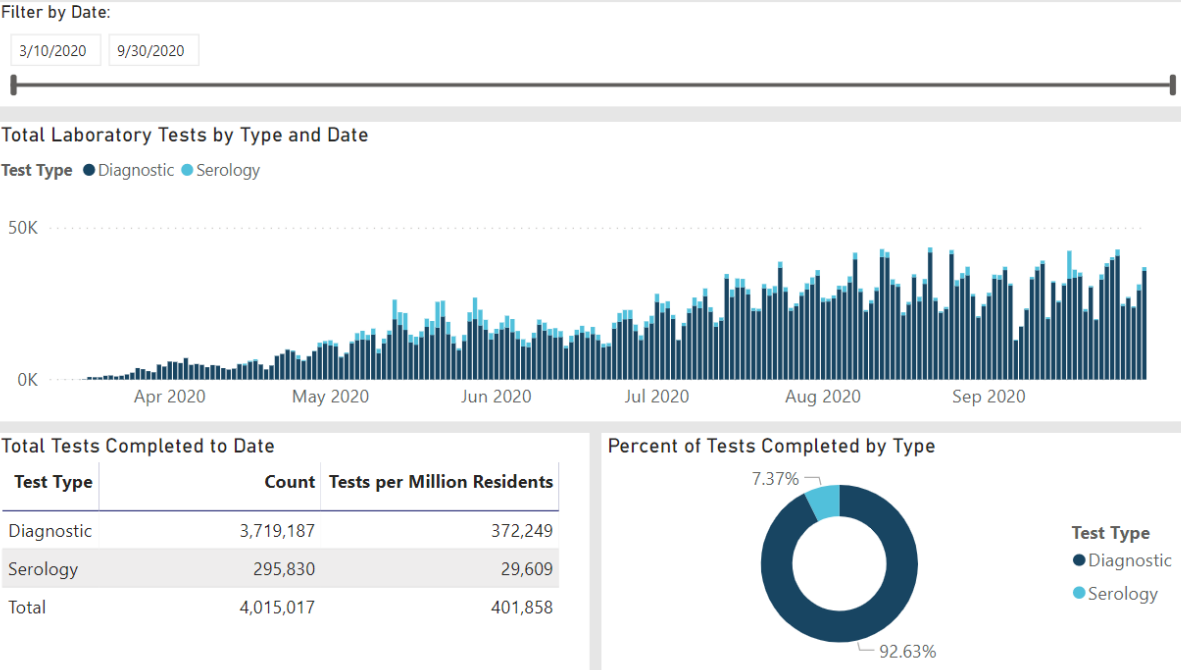 Filter by Date:
3/10/2020 9/30/2020
Total Laboratory Tests by Type and Date
Test Type Diagnostic Serology
50K
0K
Apr 2020 May 2020 Jun 2020 Jul 2020 Aug 2020 Sep 2020
Total Tests Completed to Date
Test Type Count Tests per Million Residents
Diagnostic 3,719,187 372,249
Serology 295,830 29,609
Total 4,015,017 401,858
Percent of Tests Completed by Type
7.37%
92.63%
Test Type
Diagnostic
Serology